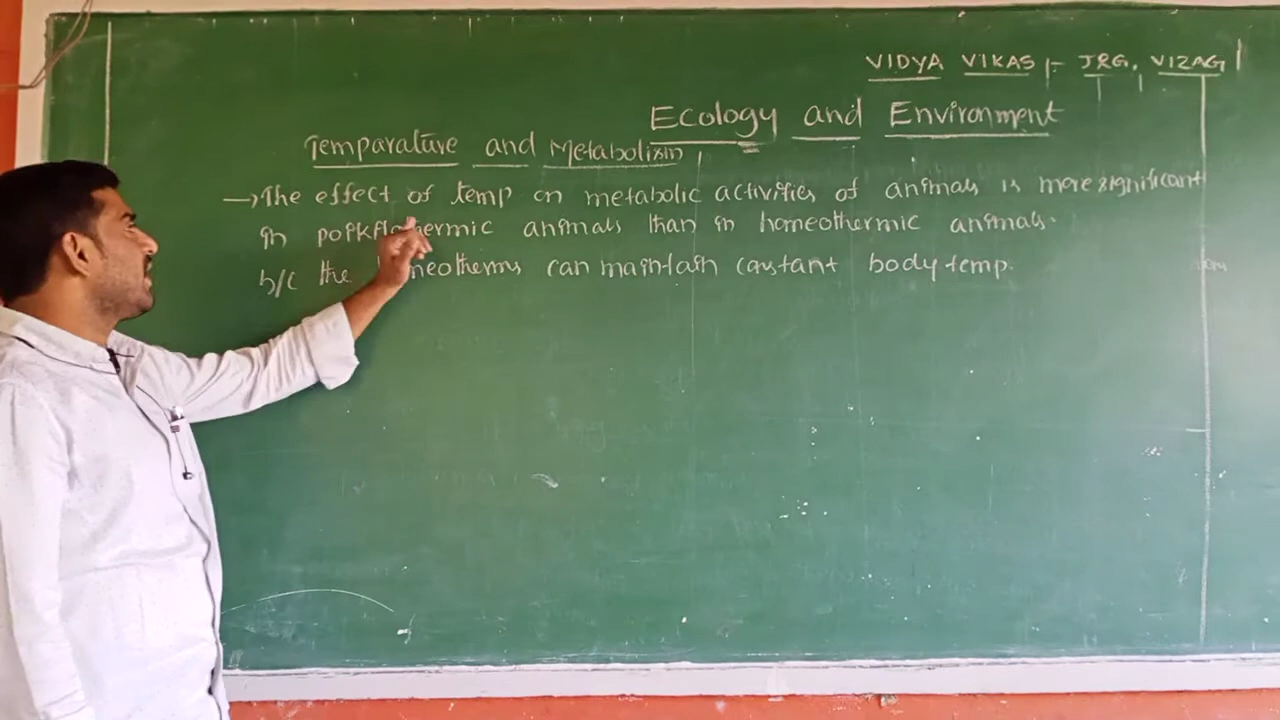 VIDYA VIKAS :- JRG, VIZAG
Ecology and Environment
Temparature and Metabolism
→ The effect of temp on metabolic activities of animals is more significant
in animals than in homeothermic animals.
b/c the can maintain constant body temp.